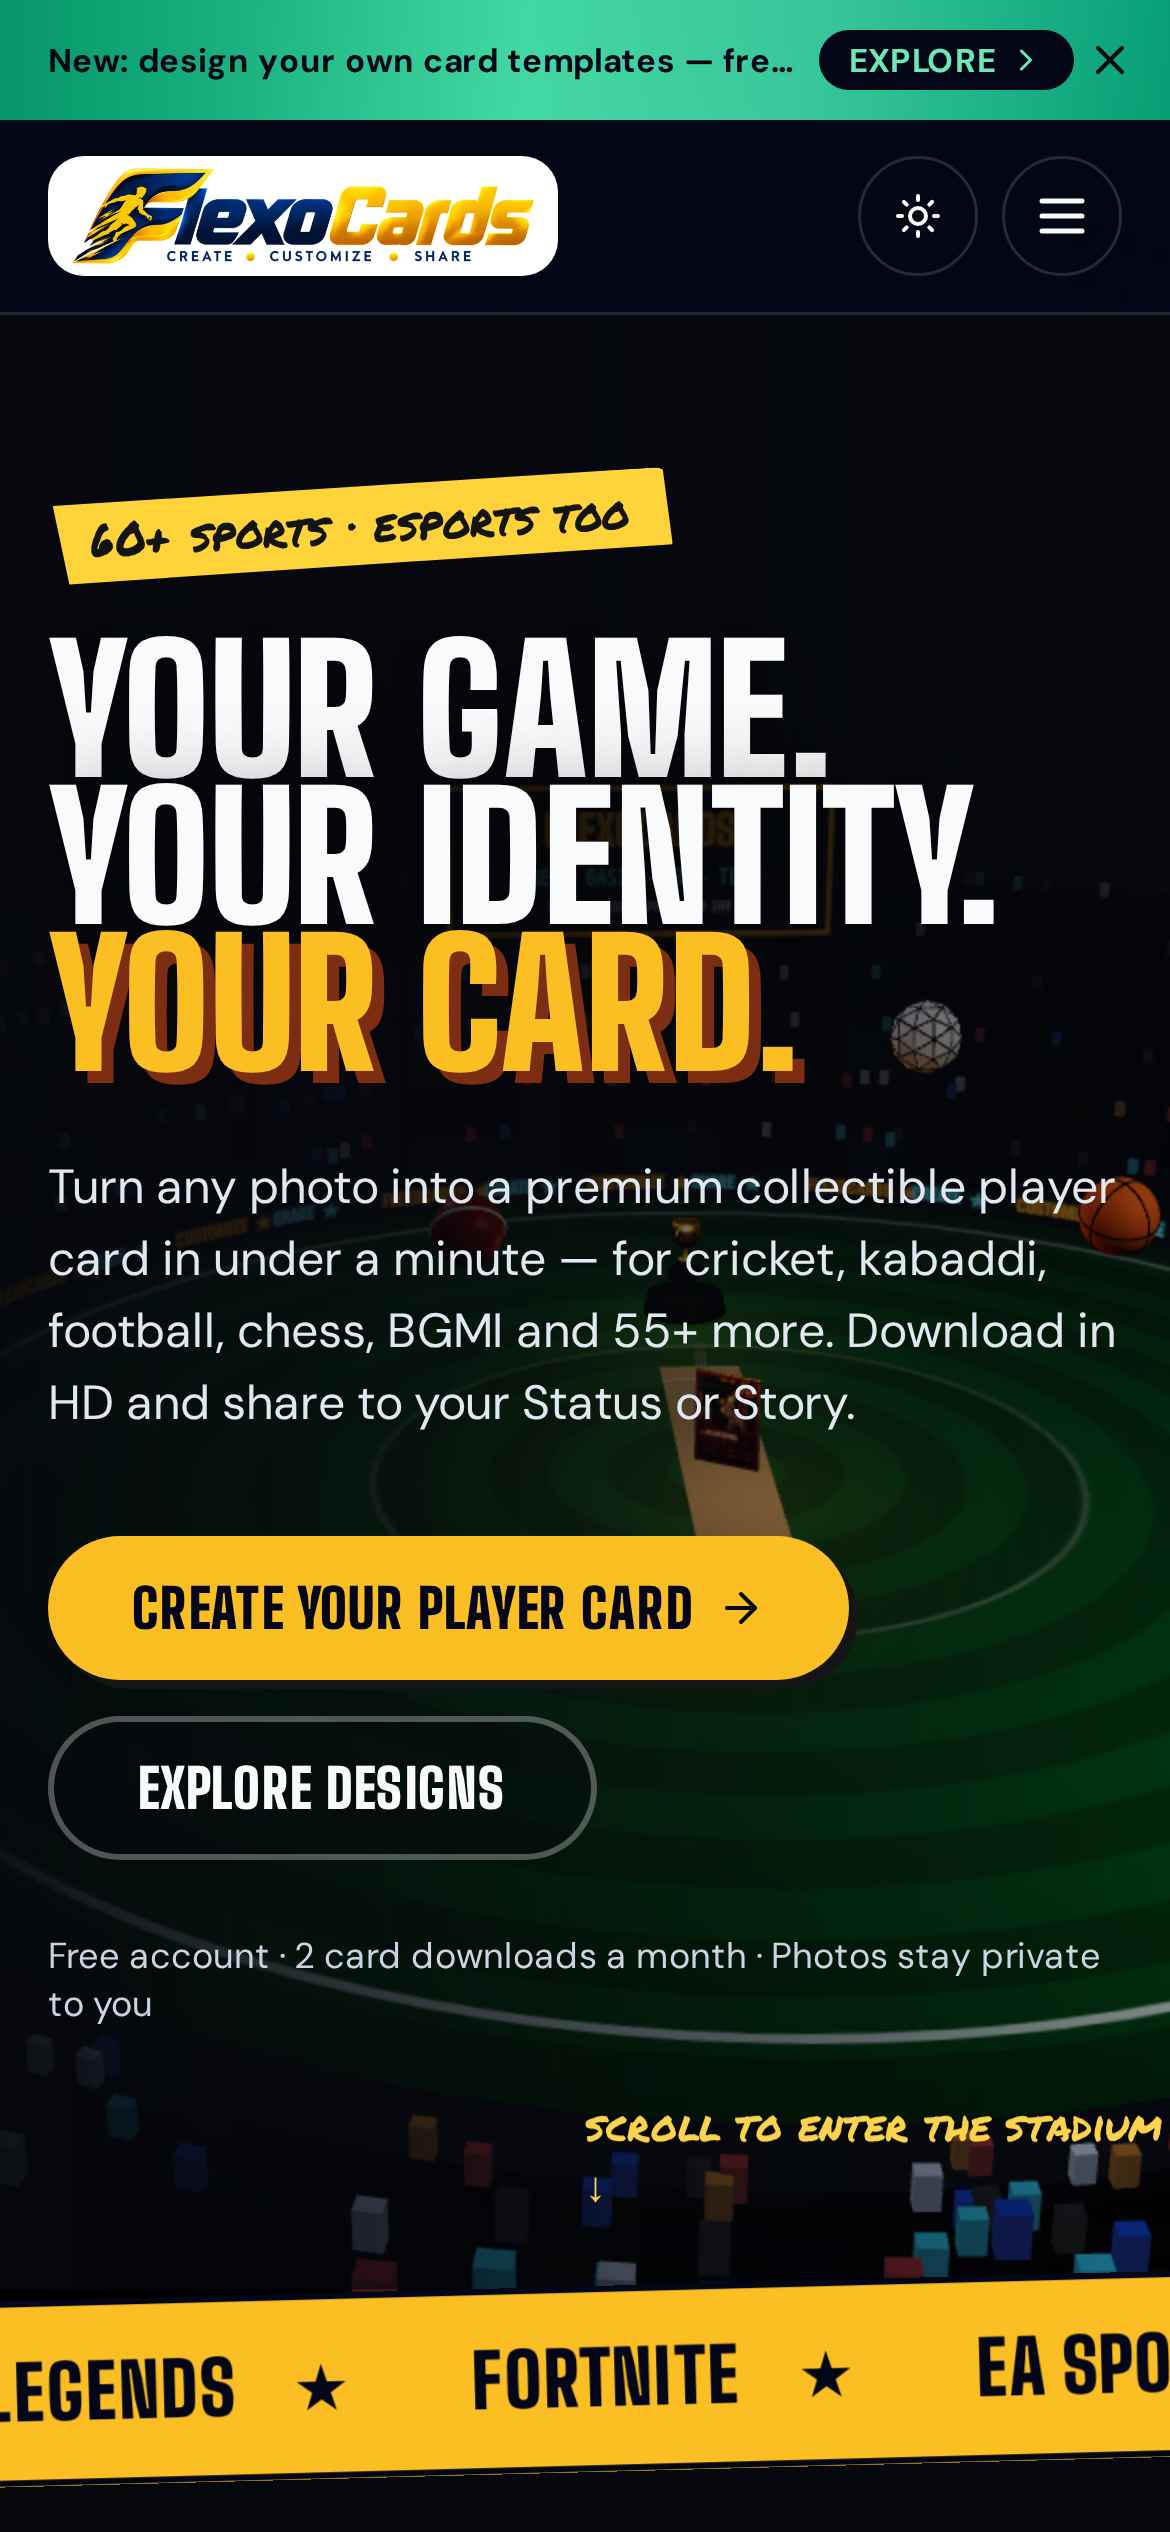 New: design your own card templates — fre...
EXPLORE
FlexoCards
CREATE • CUSTOMIZE • SHARE
60+ SPORTS · ESPORTS TOO
YOUR GAME.
YOUR IDENTITY.
YOUR CARD.
Turn any photo into a premium collectible player
card in under a minute — for cricket, kabaddi,
football, chess, BGMI and 55+ more. Download in
HD and share to your Status or Story.
CREATE YOUR PLAYER CARD →
EXPLORE DESIGNS
Free account · 2 card downloads a month · Photos stay private
to you
SCROLL TO ENTER THE STADIUM
↓
LEGENDS ★ FORTNITE ★ EA SPO